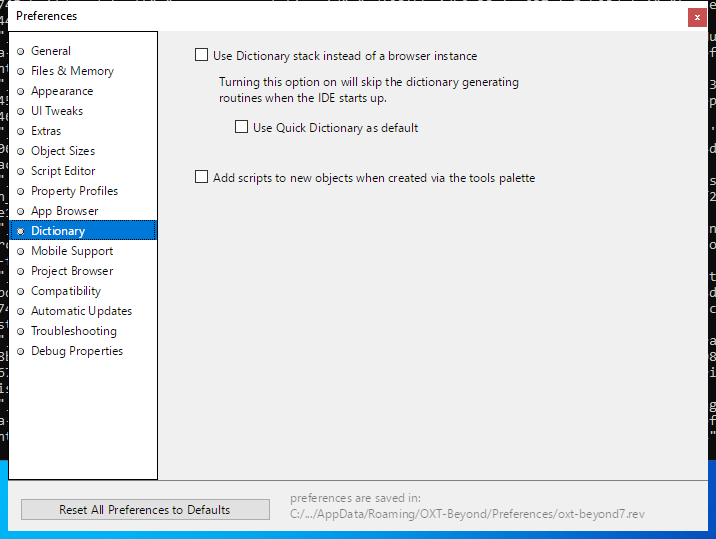 Preferences
x
General
Files & Memory
Appearance
UI Tweaks
Extras
Object Sizes
Script Editor
Property Profiles
App Browser
Dictionary
Mobile Support
Project Browser
Compatibility
Automatic Updates
Troubleshooting
Debug Properties
Use Dictionary stack instead of a browser instance
Turning this option on will skip the dictionary generating
routines when the IDE starts up.
Use Quick Dictionary as default
Add scripts to new objects when created via the tools palette
Reset All Preferences to Defaults
preferences are saved in:
C:/.../AppData/Roaming/OXT-Beyond/Preferences/oxt-beyond7.rev